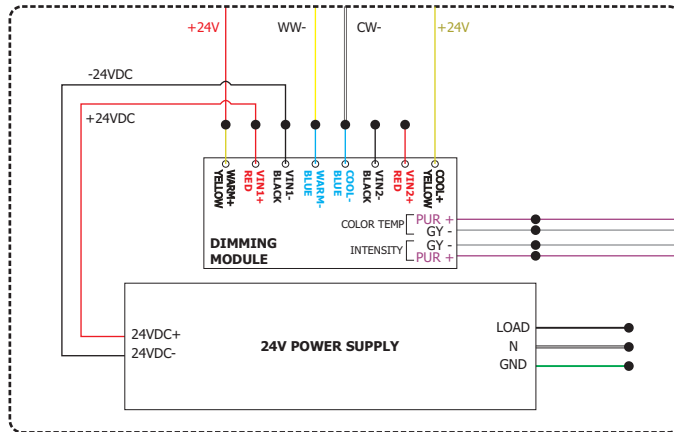 +24V WW- CW- +24V
-24VDC
+24VDC
WARM+ YELLOW
VIN1+ RED
VIN1- BLACK
WARM- BLUE
COOL- BLUE
VIN2- BLACK
VIN2+ RED
COOL+ YELLOW
COLOR TEMP PUR +
GY -
INTENSITY GY -
PUR +
DIMMING
MODULE
24VDC+
24VDC-
24V POWER SUPPLY
LOAD
N
GND